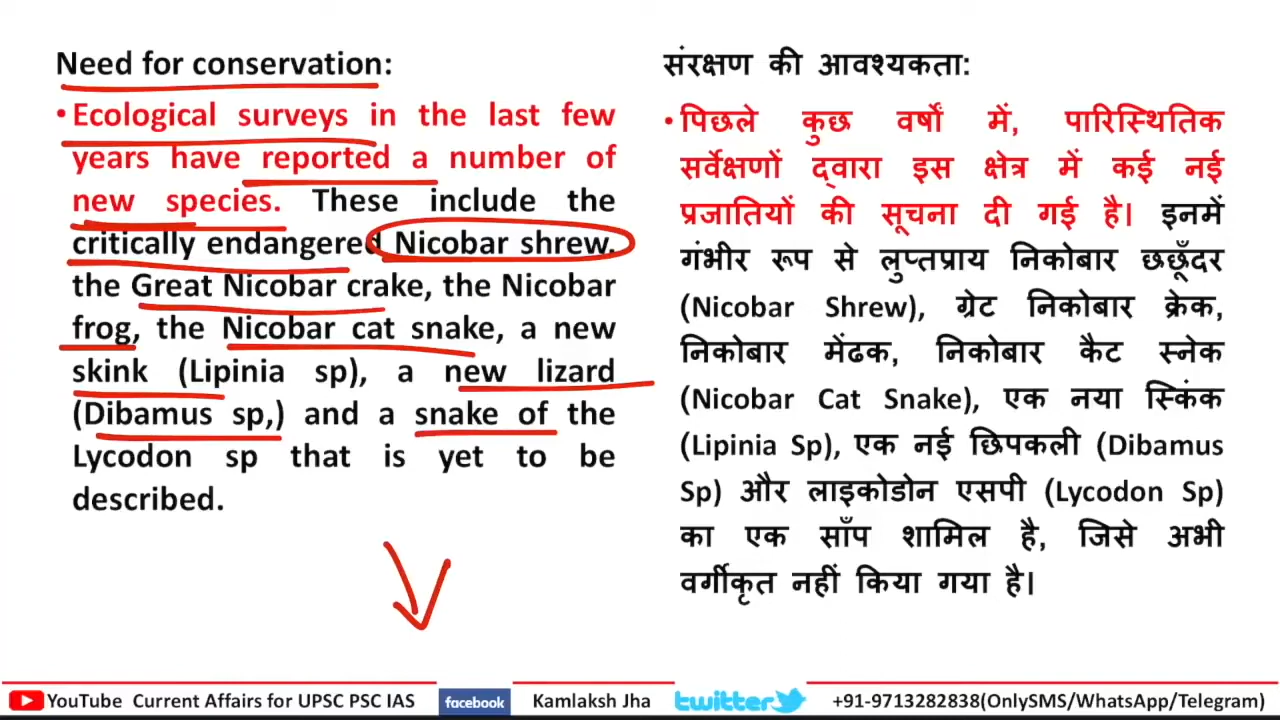 Need for conservation:
• Ecological surveys in the last few
years have reported a number of
new species. These include the
critically endangered Nicobar shrew.
the Great Nicobar crake, the Nicobar
frog, the Nicobar cat snake, a new
skink (Lipinia sp), a new lizard
(Dibamus sp,) and a snake of the
Lycodon sp that is yet to be
described.
संरक्षण की आवश्यकता:
• पिछले कुछ वर्षों में, पारिस्थितिक
सर्वेक्षणों द्वारा इस क्षेत्र में कई नई
प्रजातियों की सूचना दी गई है। इनमें
गंभीर रूप से लुप्तप्राय निकोबार छछूँदर
(Nicobar Shrew), ग्रेट निकोबार क्रेक,
निकोबार मेंढक, निकोबार कैट स्नेक
(Nicobar Cat Snake), एक नया स्किंक
(Lipinia Sp), एक नई छिपकली (Dibamus
Sp) और लाइकोडोन एसपी (Lycodon Sp)
का एक साँप शामिल है, जिसे अभी
वर्गीकृत नहीं किया गया है।
YouTube Current Affairs for UPSC PSC IAS facebook Kamlaksh Jha twitter +91-9713282838(OnlySMS/WhatsApp/Telegram)